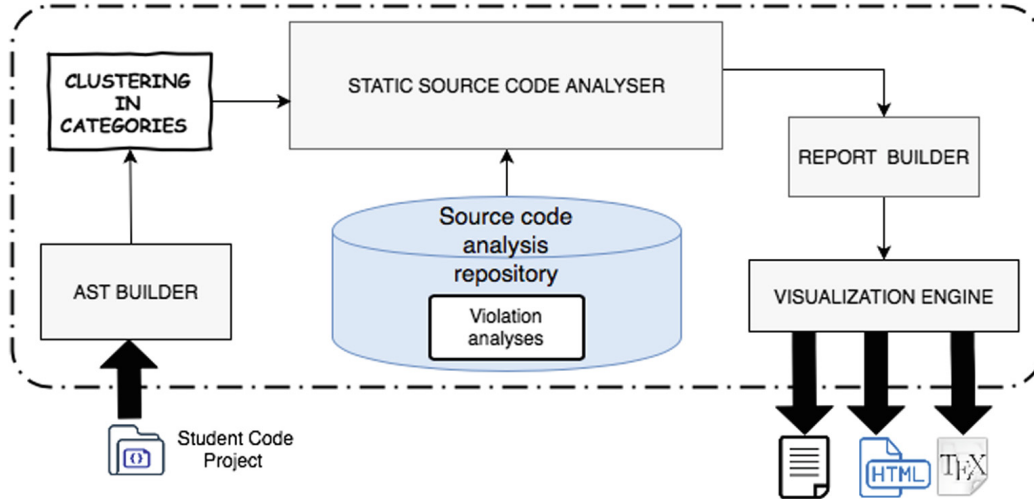 CLUSTERING
IN
CATEGORIES
STATIC SOURCE CODE ANALYSER
REPORT BUILDER
Source code
analysis
repository
Violation
analyses
AST BUILDER
VISUALIZATION ENGINE
Student Code
Project
{}
HTML
TEX